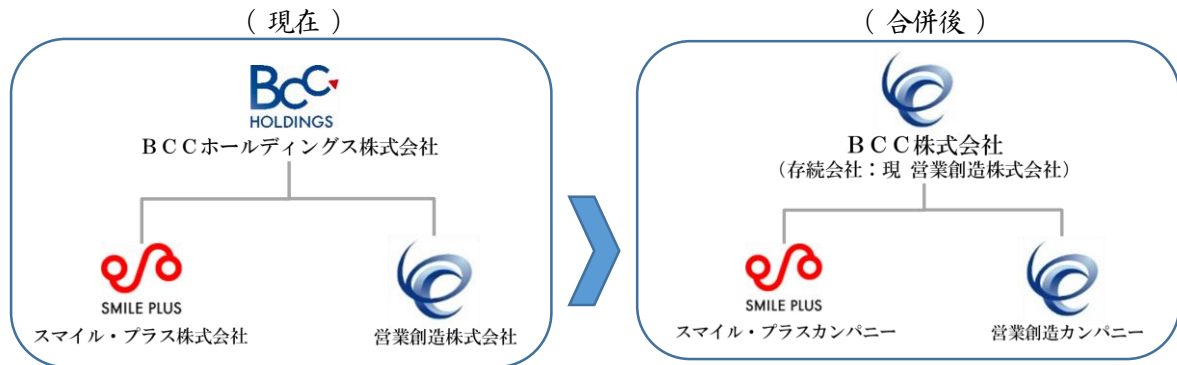 ( 現在 )
BCC
HOLDINGS
BCCホールディングス株式会社
SMILE PLUS
スマイル・プラス株式会社
営業創造株式会社
( 合併後 )
BCC株式会社
(存続会社：現 営業創造株式会社)
SMILE PLUS
スマイル・プラスカンパニー
営業創造カンパニー